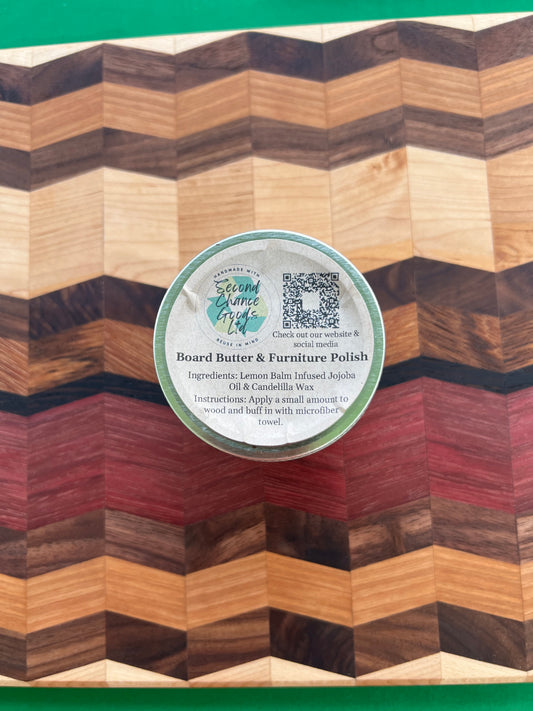 HANDMADE WITH
Second
Chance
Goods
Ltd
REUSE IN MIND
Check out our website &
social media
Board Butter & Furniture Polish
Ingredients: Lemon Balm Infused Jojoba
Oil & Candelilla Wax
Instructions: Apply a small amount to
wood and buff in with microfiber
towel.